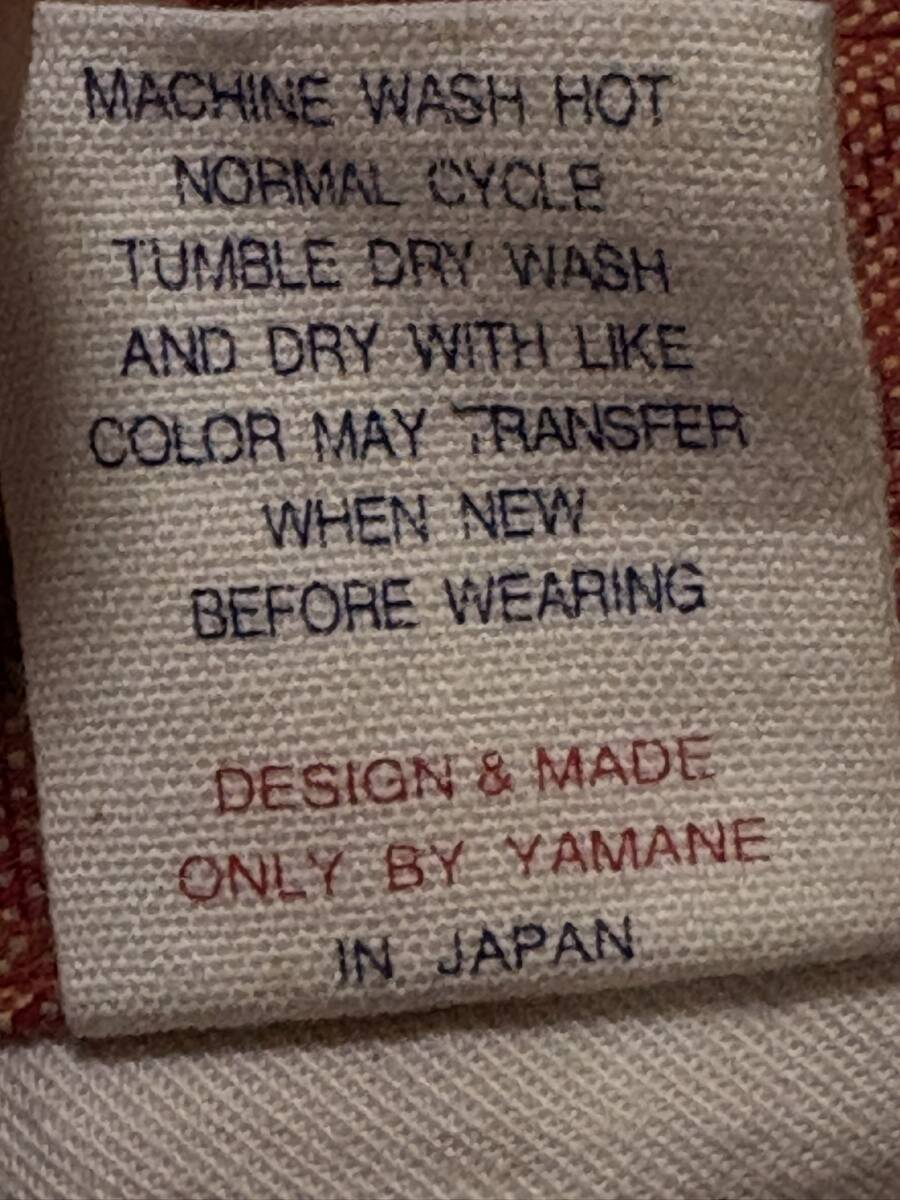 MACHINE WASH HOT
NORMAL CYCLE
TUMBLE DRY WASH
AND DRY WITH LIKE
COLOR MAY TRANSFER
WHEN NEW
BEFORE WEARING
DESIGN & MADE
ONLY BY YAMANE
IN JAPAN